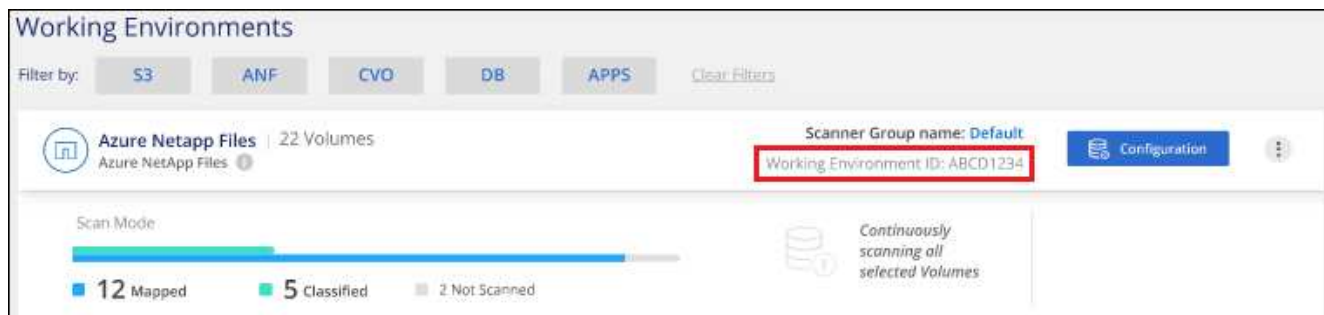 Working Environments
Filter by: S3 ANF CVO DB APPS Clear Filters
Azure Netapp Files | 22 Volumes
Azure NetApp Files
Scanner Group name: Default
Working Environment ID: ABCD1234
Configuration
Scan Mode
12 Mapped 5 Classified 2 Not Scanned
Continuously
scanning all
selected Volumes